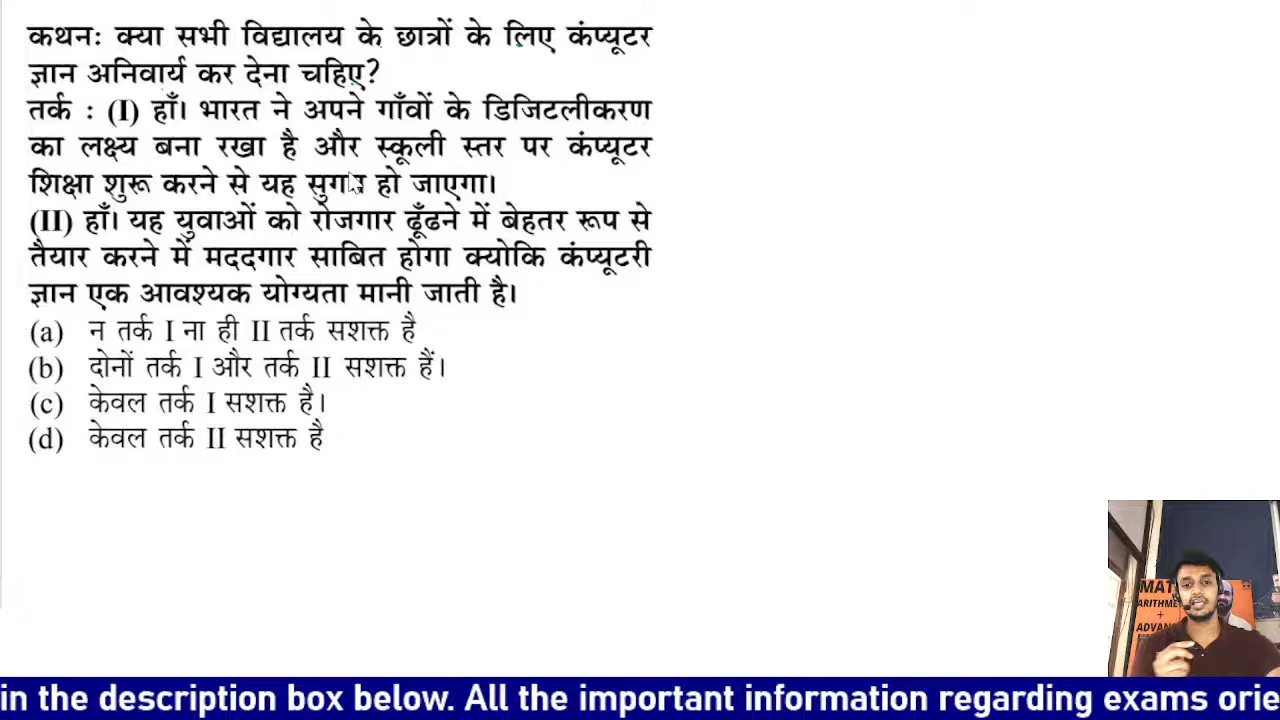 कथनः क्या सभी विद्यालय के छात्रों के लिए कंप्यूटर
ज्ञान अनिवार्य कर देना चहिए?
तर्क : (I) हाँ। भारत ने अपने गाँवों के डिजिटलीकरण
का लक्ष्य बना रखा है और स्कूली स्तर पर कंप्यूटर
शिक्षा शुरू करने से यह सुगम हो जाएगा।
(II) हाँ। यह युवाओं को रोजगार ढूँढने में बेहतर रूप से
तैयार करने में मददगार साबित होगा क्योकि कंप्यूटरी
ज्ञान एक आवश्यक योग्यता मानी जाती है।
(a) न तर्क I ना ही II तर्क सशक्त है
(b) दोनों तर्क I और तर्क II सशक्त हैं।
(c) केवल तर्क I सशक्त है।
(d) केवल तर्क II सशक्त है
MAT
ARITHME
+
ADVAN
in the description box below. All the important information regarding exams orie